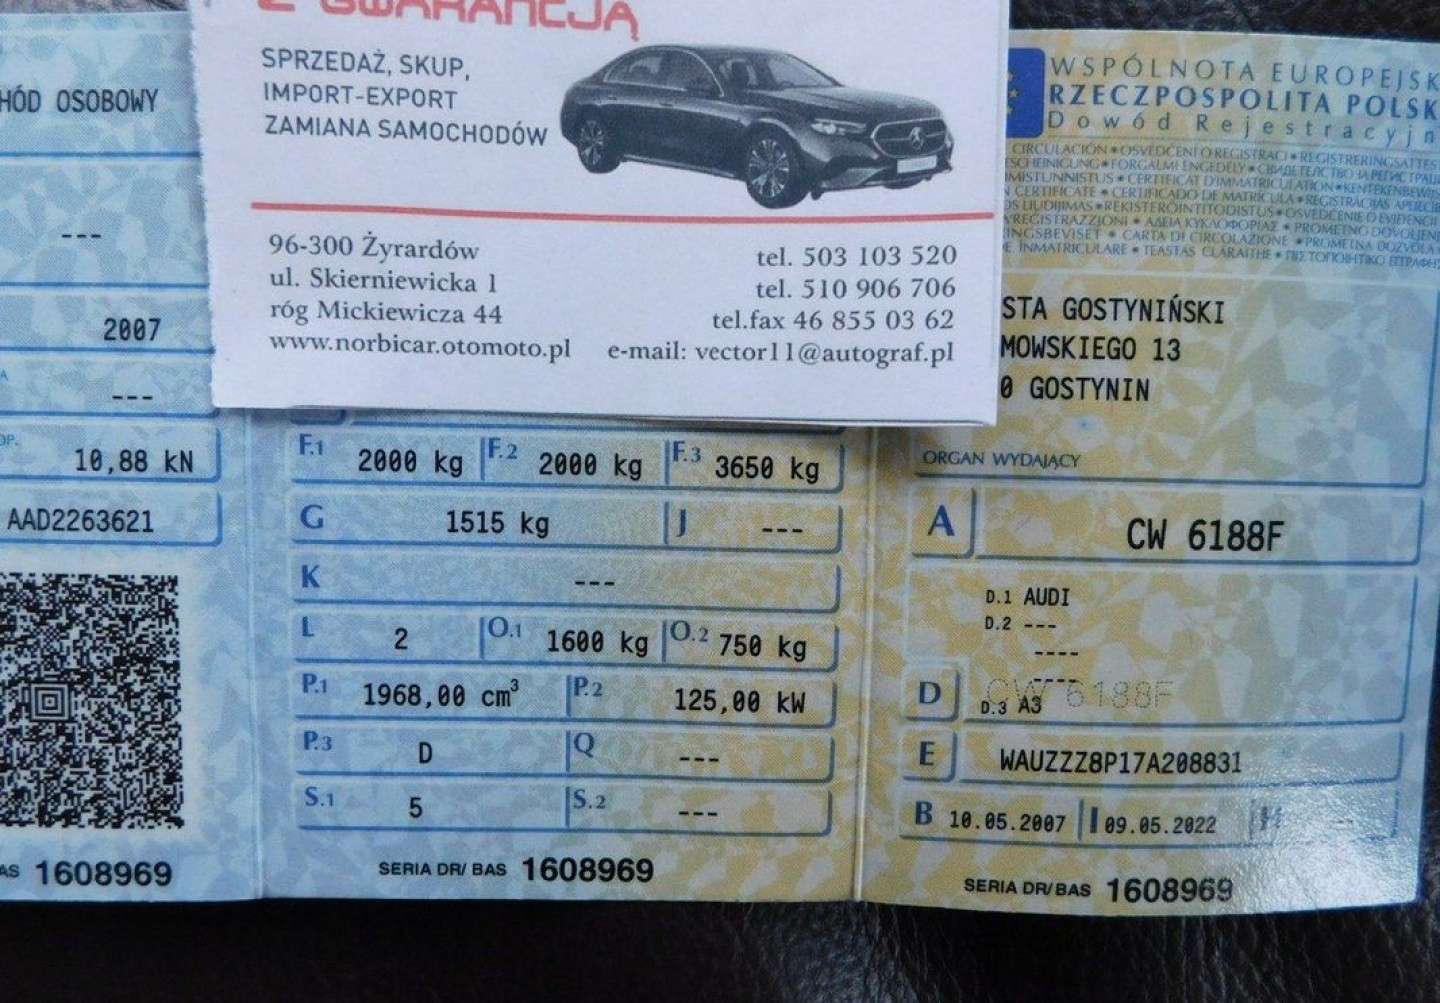 Z GWARANCJĄ
SPRZEDAŻ, SKUP,
IMPORT-EXPORT
ZAMIANA SAMOCHODÓW
96-300 Żyrardów
ul. Skierniewicka 1
róg Mickiewicza 44
www.norbicar.otomoto.pl
tel. 503 103 520
tel. 510 906 706
tel.fax 46 855 03 62
e-mail: vector11@autograf.pl
HÓD OSOBOWY
---
2007
---
OP.
10,88 kN
AAD2263621
AS 1608969
F.1 2000 kg F.2 2000 kg F.3 3650 kg
G 1515 kg J ---
K ---
L 2 O.1 1600 kg O.2 750 kg
P.1 1968,00 cm³ P.2 125,00 kW
P.3 D Q ---
S.1 5 S.2 ---
SERIA DR/ BAS 1608969
WSPÓLNOTA EUROPEJSK
RZECZPOSPOLITA POLSK
Dowód Rejestracyjn
CIRCULACIÓN • OSVĚDČENÍ O REGISTRACI • REGISTRERINGSATTEST
STA GOSTYNIŃSKI
MOWSKIEGO 13
0 GOSTYNIN
ORGAN WYDAJĄCY
A CW 6188F
D.1 AUDI
D.2 ---
----
----
D D.3 A3
CW 6188F
E WAUZZZ8P17A208831
B 10.05.2007 I 09.05.2022 H --
SERIA DR/ BAS 1608969